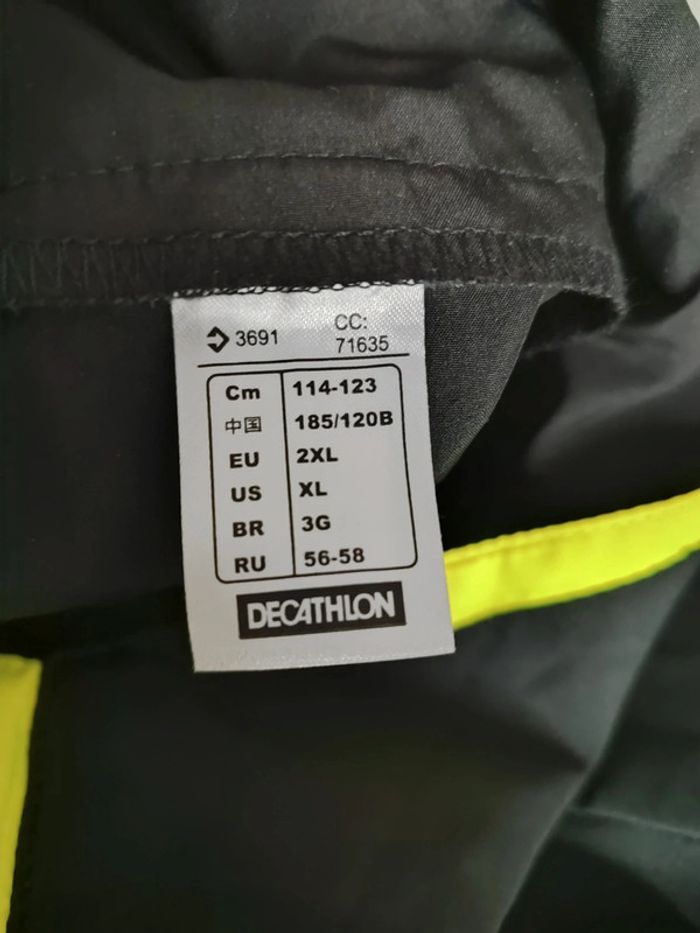 3691 CC: 71635
Cm 114-123
中国 185/120B
EU 2XL
US XL
BR 3G
RU 56-58
DECATHLON